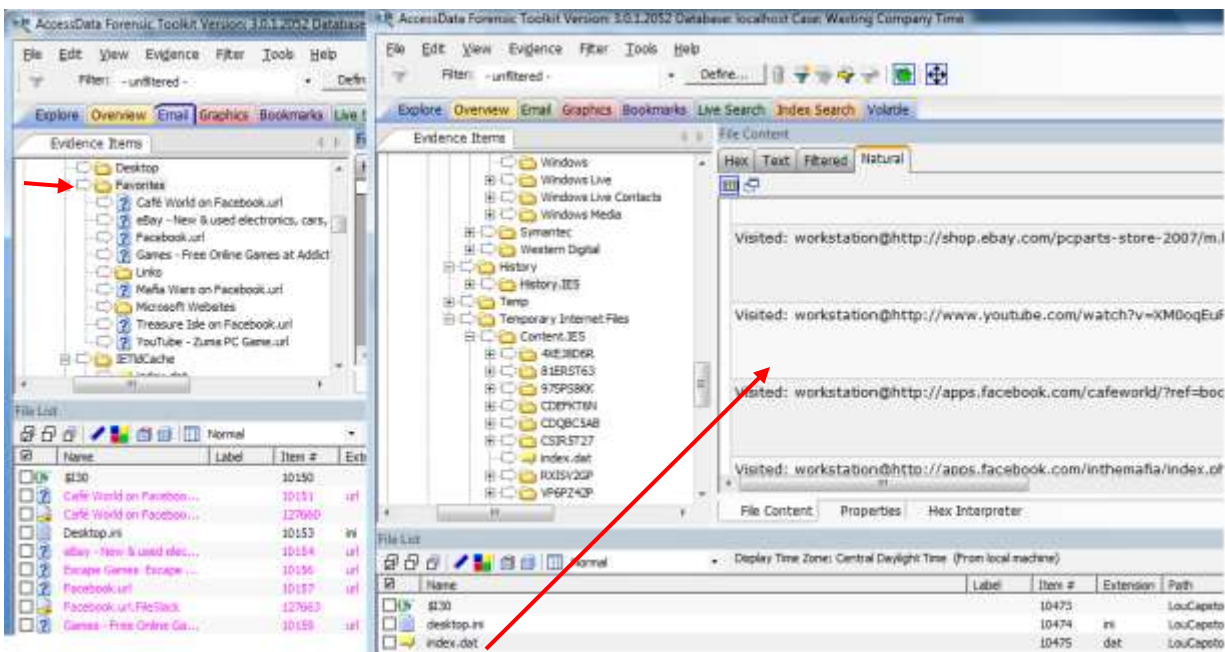 AccessData Forensic Toolkit Version: 3.0.1.2052 Database
File Edit View Evidence Filter Tools Help
Filter: - unfiltered - Defin
Explore Overview Email Graphics Bookmarks Live
Evidence Items
Desktop
Favorites
Café World on Facebook.url
eBay - New & used electronics, cars,
Facebook.url
Games - Free Online Games at Addict
Links
Mafia Wars on Facebook.url
Microsoft Websites
Treasure Isle on Facebook.url
YouTube - Zuma PC Game.url
IETldCache
index.dat
File List
Normal
Name Label Item # Exte
$I30 10150
Café World on Faceboo... 10151 url
Café World on Faceboo... 127660
Desktop.ini 10153 ini
eBay - New & used elec... 10154 url
Escape Games Escape ... 10156 url
Facebook.url 10157 url
Facebook.url.FileSlack 127663
Games - Free Online Ga... 10159 url
AccessData Forensic Toolkit Version: 3.0.1.2052 Database: localhost Case: Wasting Company Time
File Edit View Evidence Filter Tools Help
Filter: - unfiltered - Define...
Explore Overview Email Graphics Bookmarks Live Search Index Search Volatile
Evidence Items
Windows
Windows Live
Windows Live Contacts
Windows Media
Symantec
Western Digital
History
History.IE5
Temp
Temporary Internet Files
Content.IE5
4XE38D6R
81ERST63
975PSBKK
CDEFKT6N
CDQBC5AB
CSIRST27
index.dat
RXISV2GP
VP6PZ42P
File Content
Hex Text Filtered Natural
Visited: workstation@http://shop.ebay.com/pcparts-store-2007/m.
Visited: workstation@http://www.youtube.com/watch?v=XM0oqEuF
Visited: workstation@http://apps.facebook.com/cafeworld/?ref=boo
Visited: workstation@http://apps.facebook.com/inthemafia/index.ph
File Content Properties Hex Interpreter
File List
Normal Display Time Zone: Central Daylight Time (From local machine)
Name Label Item # Extension Path
$I30 10473 LouCapsto
desktop.ini 10474 ini LouCapsto
index.dat 10475 dat LouCapsto